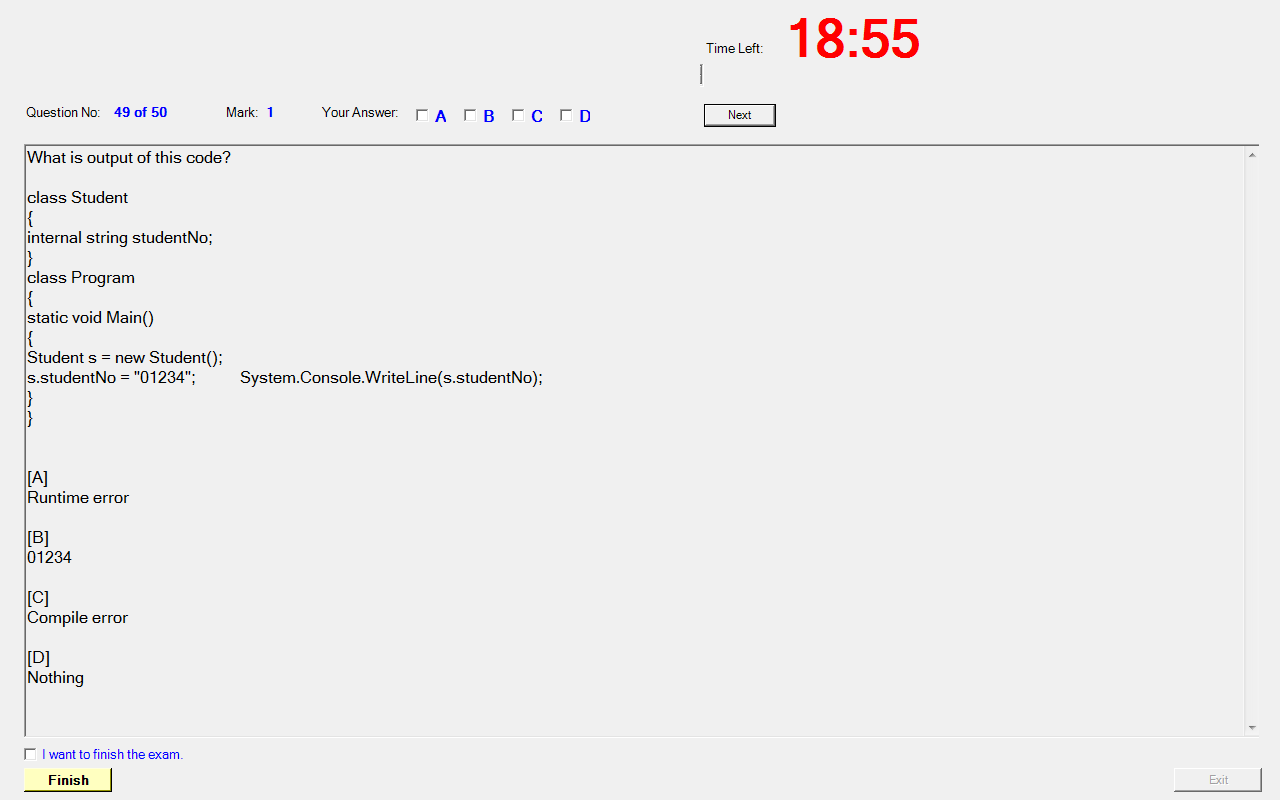 Time Left: 18:55
Question No: 49 of 50 Mark: 1 Your Answer: A B C D Next
What is output of this code?
class Student
{
internal string studentNo;
}
class Program
{
static void Main()
{
Student s = new Student();
s.studentNo = "01234"; System.Console.WriteLine(s.studentNo);
}
}
[A]
Runtime error
[B]
01234
[C]
Compile error
[D]
Nothing
I want to finish the exam.
Finish Exit